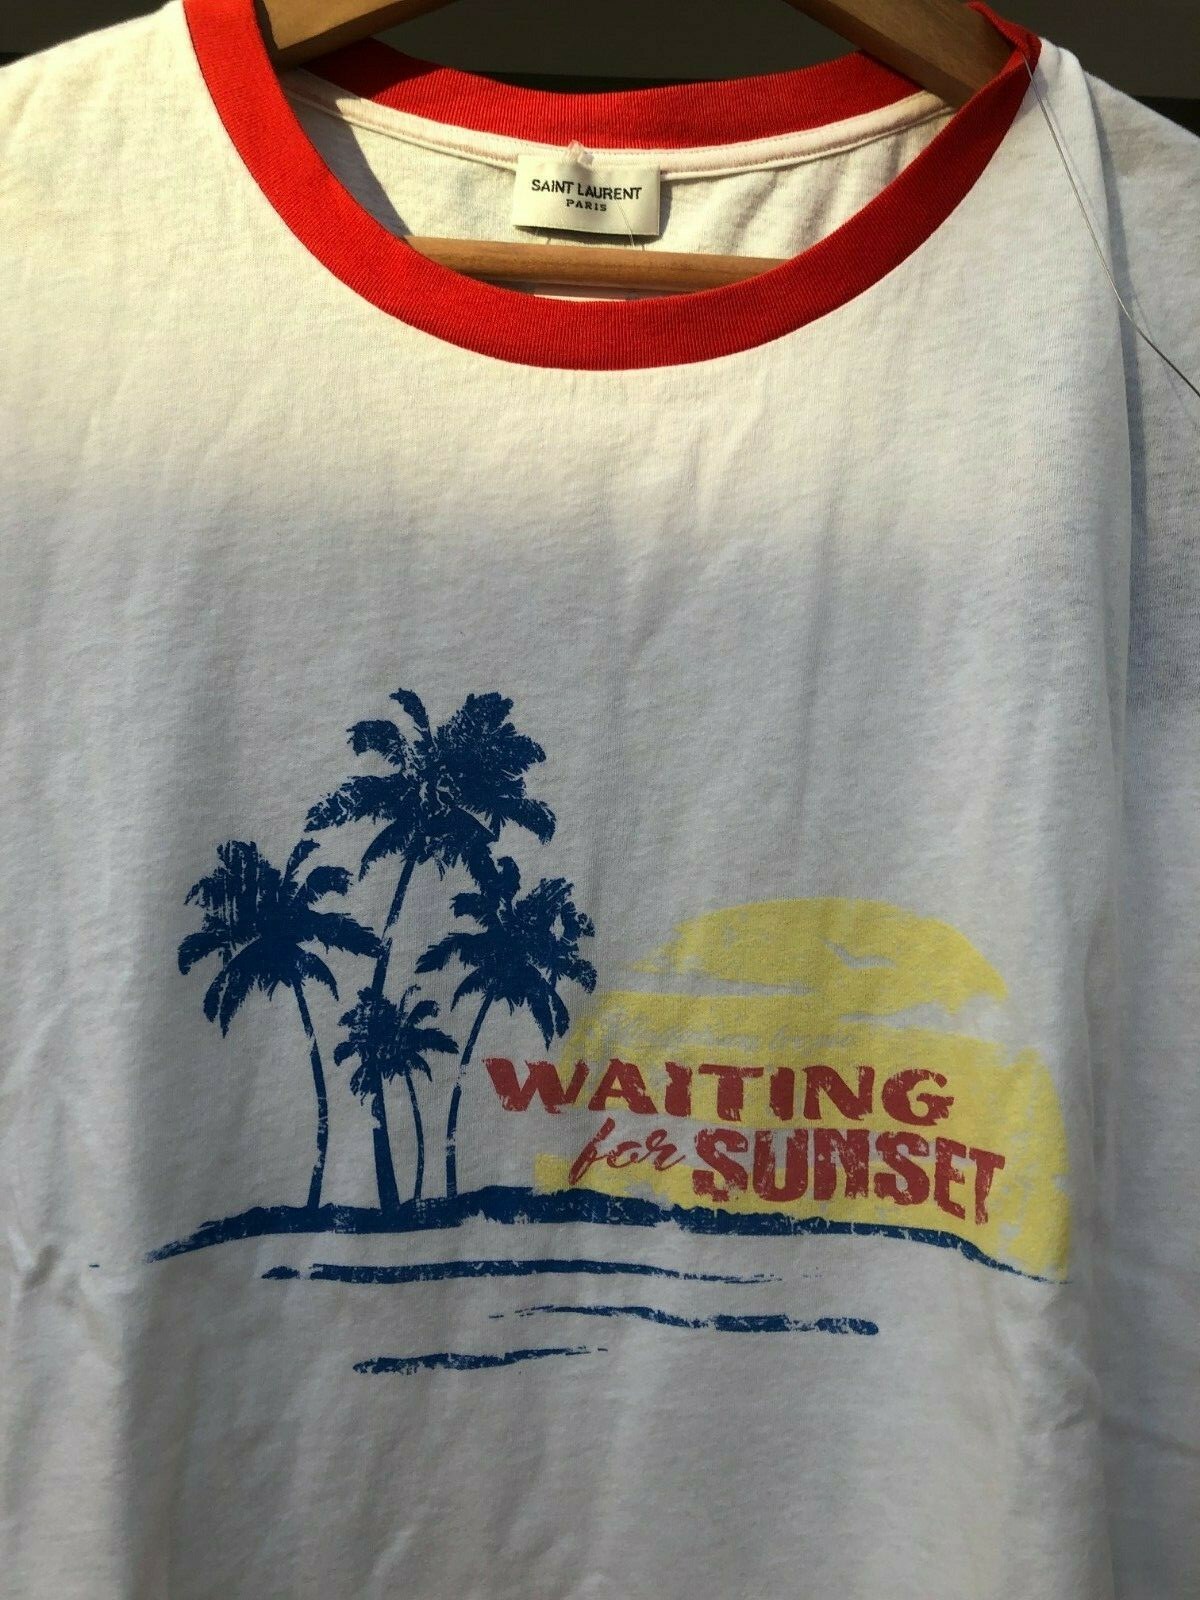 SAINT LAURENT
PARIS
WAITING
for SUNSET